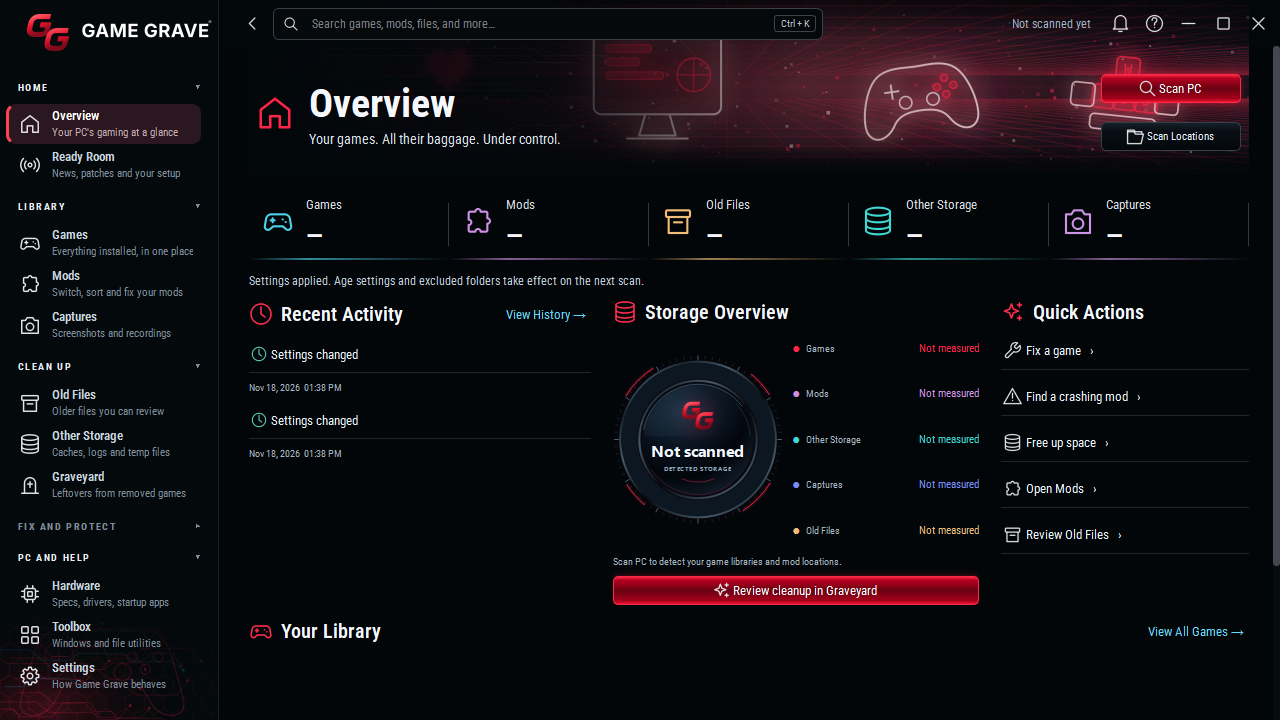 GAME GRAVE
Search games, mods, files, and more...
Ctrl + K
Not scanned yet
HOME
Overview
Your PC's gaming at a glance
Ready Room
News, patches and your setup
LIBRARY
Games
Everything installed, in one place
Mods
Switch, sort and fix your mods
Captures
Screenshots and recordings
CLEAN UP
Old Files
Older files you can review
Other Storage
Caches, logs and temp files
Graveyard
Leftovers from removed games
FIX AND PROTECT
PC AND HELP
Hardware
Specs, drivers, startup apps
Toolbox
Windows and file utilities
Settings
How Game Grave behaves
Overview
Your games. All their baggage. Under control.
W
Scan PC
Scan Locations
Games
—
Mods
—
Old Files
—
Other Storage
—
Captures
—
Settings applied. Age settings and excluded folders take effect on the next scan.
Recent Activity
View History →
Settings changed
Nov 18, 2026 01:38 PM
Settings changed
Nov 18, 2026 01:38 PM
Storage Overview
GG
Not scanned
DETECTED STORAGE
Games Not measured
Mods Not measured
Other Storage Not measured
Captures Not measured
Old Files Not measured
Scan PC to detect your game libraries and mod locations.
Review cleanup in Graveyard
Quick Actions
Fix a game ›
Find a crashing mod ›
Free up space ›
Open Mods ›
Review Old Files ›
Your Library
View All Games →